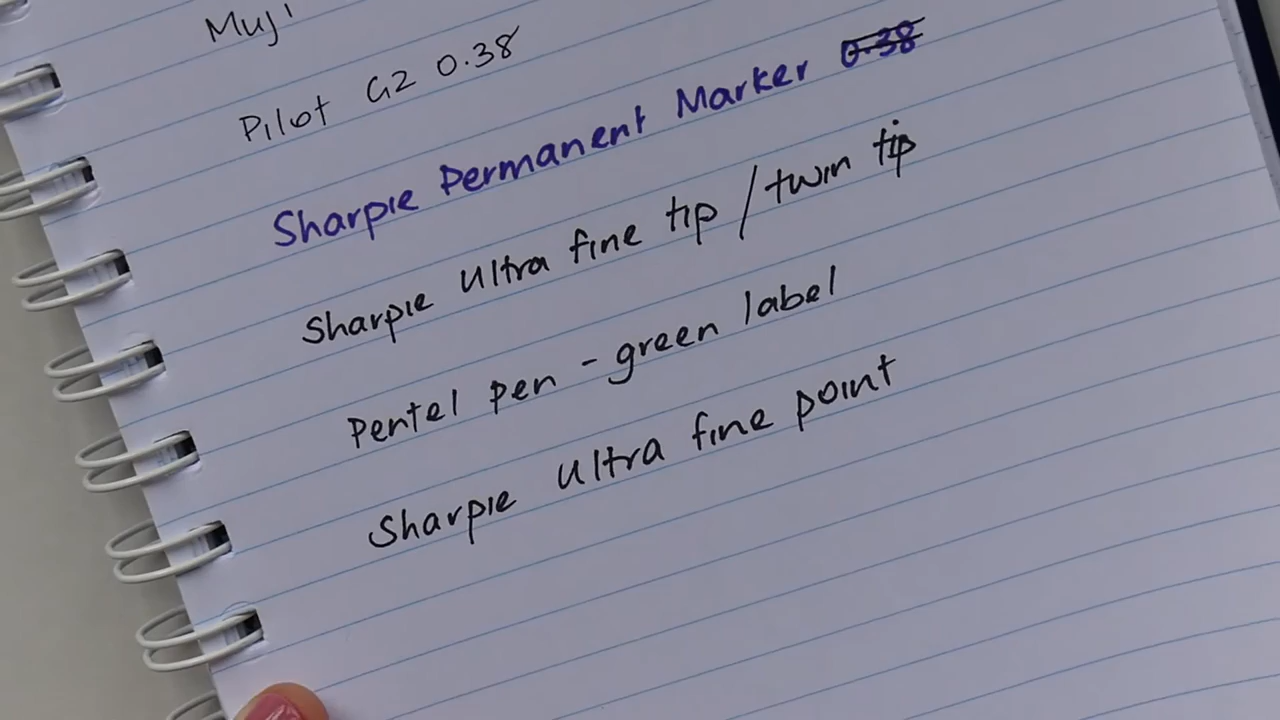 Muji
Pilot G2 0.38
Sharpie Permanent Marker 0.38
Sharpie Ultra fine tip / twin tip
Pentel pen - green label
Sharpie Ultra fine point